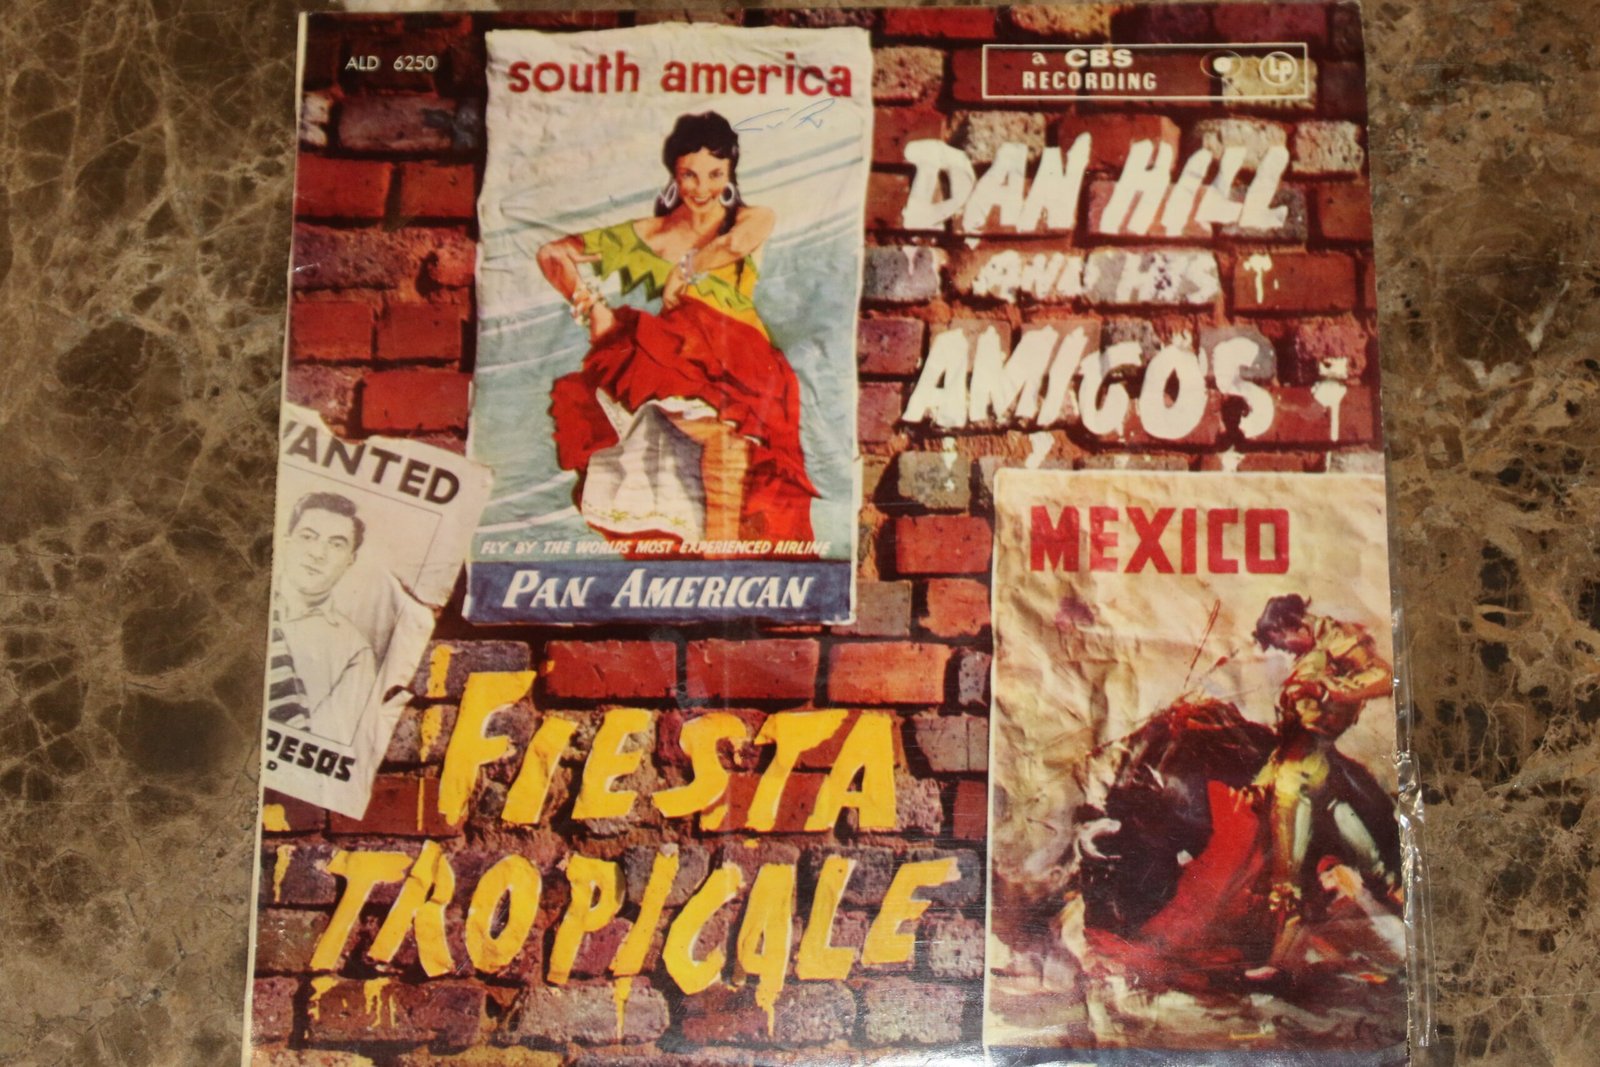 ALD 6250
south america
a CBS
RECORDING
LP
DAN HILL
AND HIS
AMIGOS
WANTED
PESOS
D
FLY BY THE WORLDS MOST EXPERIENCED AIRLINE
PAN AMERICAN
MEXICO
FIESTA
TROPICALE